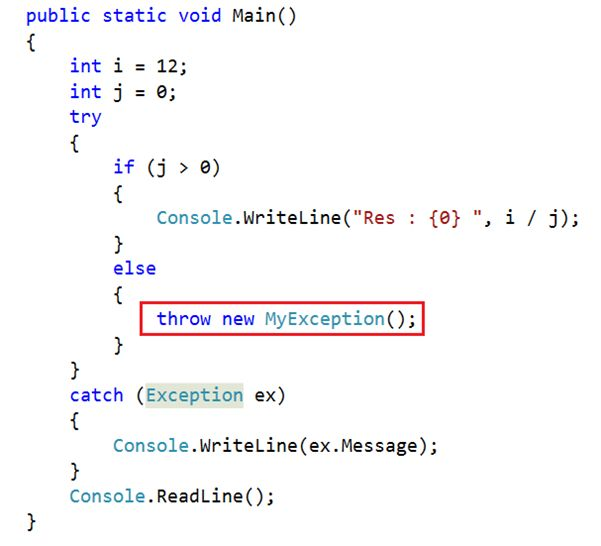 public static void Main()
{
    int i = 12;
    int j = 0;
    try
    {
        if (j > 0)
        {
            Console.WriteLine("Res : {0} ", i / j);
        }
        else
        {
            throw new MyException();
        }
    }
    catch (Exception ex)
    {
        Console.WriteLine(ex.Message);
    }
    Console.ReadLine();
}